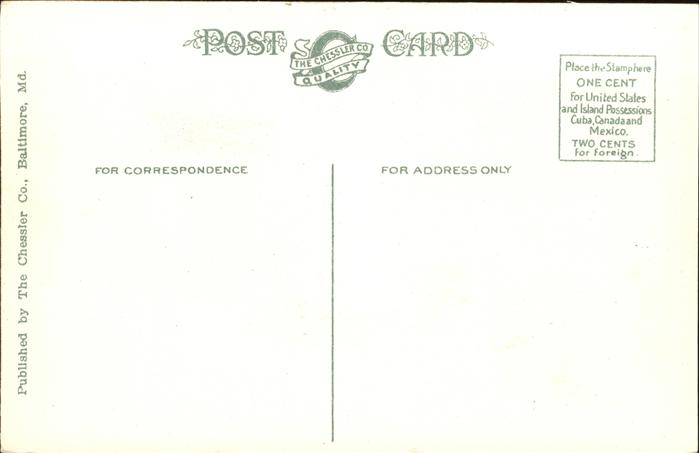 POST CARD
THE CHESSLER CO.
QUALITY
Place the Stamp here
ONE CENT
For United States
and Island Possessions
Cuba, Canada and
Mexico.
TWO CENTS
for foreign.
FOR CORRESPONDENCE
FOR ADDRESS ONLY
Published by The Chessler Co., Baltimore, Md.